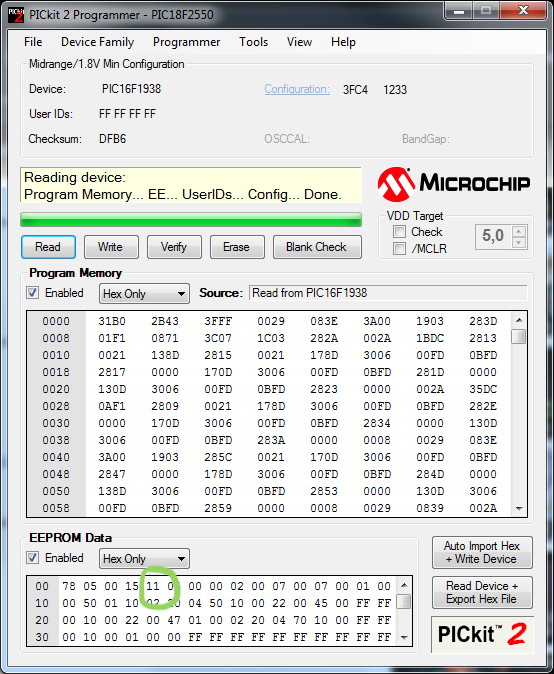 PICkit 2 Programmer - PIC18F2550
File Device Family Programmer Tools View Help
Midrange/1.8V Min Configuration
Device: PIC16F1938 Configuration: 3FC4 1233
User IDs: FF FF FF FF
Checksum: DFB6 OSCCAL: BandGap:
Reading device:
Program Memory... EE... UserIDs... Config... Done.
MICROCHIP
VDD Target
Check
/MCLR
5,0
Read Write Verify Erase Blank Check
Program Memory
Enabled Hex Only Source: Read from PIC16F1938
0000 31B0 2B43 3FFF 0029 083E 3A00 1903 283D
0008 01F1 0871 3C07 1C03 282A 002A 1BDC 2813
0010 0021 138D 2815 0021 178D 3006 00FD 0BFD
0018 2817 0000 170D 3006 00FD 0BFD 281D 0000
0020 130D 3006 00FD 0BFD 2823 0000 002A 35DC
0028 0AF1 2809 0021 178D 3006 00FD 0BFD 282E
0030 0000 170D 3006 00FD 0BFD 2834 0000 130D
0038 3006 00FD 0BFD 283A 0000 0008 0029 083E
0040 3A00 1903 285C 0021 170D 3006 00FD 0BFD
0048 2847 0000 178D 3006 00FD 0BFD 284D 0000
0050 138D 3006 00FD 0BFD 2853 0000 130D 3006
0058 00FD 0BFD 2859 0000 0008 0029 0839 002A
EEPROM Data
Enabled Hex Only
00 78 05 00 15 11 00 00 02 00 07 00 07 00 01 00
10 00 50 01 10 02 20 04 50 10 00 22 00 45 00 FF FF
20 00 10 00 22 00 47 01 00 02 20 04 70 10 00 FF FF
30 00 10 00 01 00 00 FF FF FF FF FF FF FF FF FF FF
Auto Import Hex
+ Write Device
Read Device +
Export Hex File
PICkit™ 2